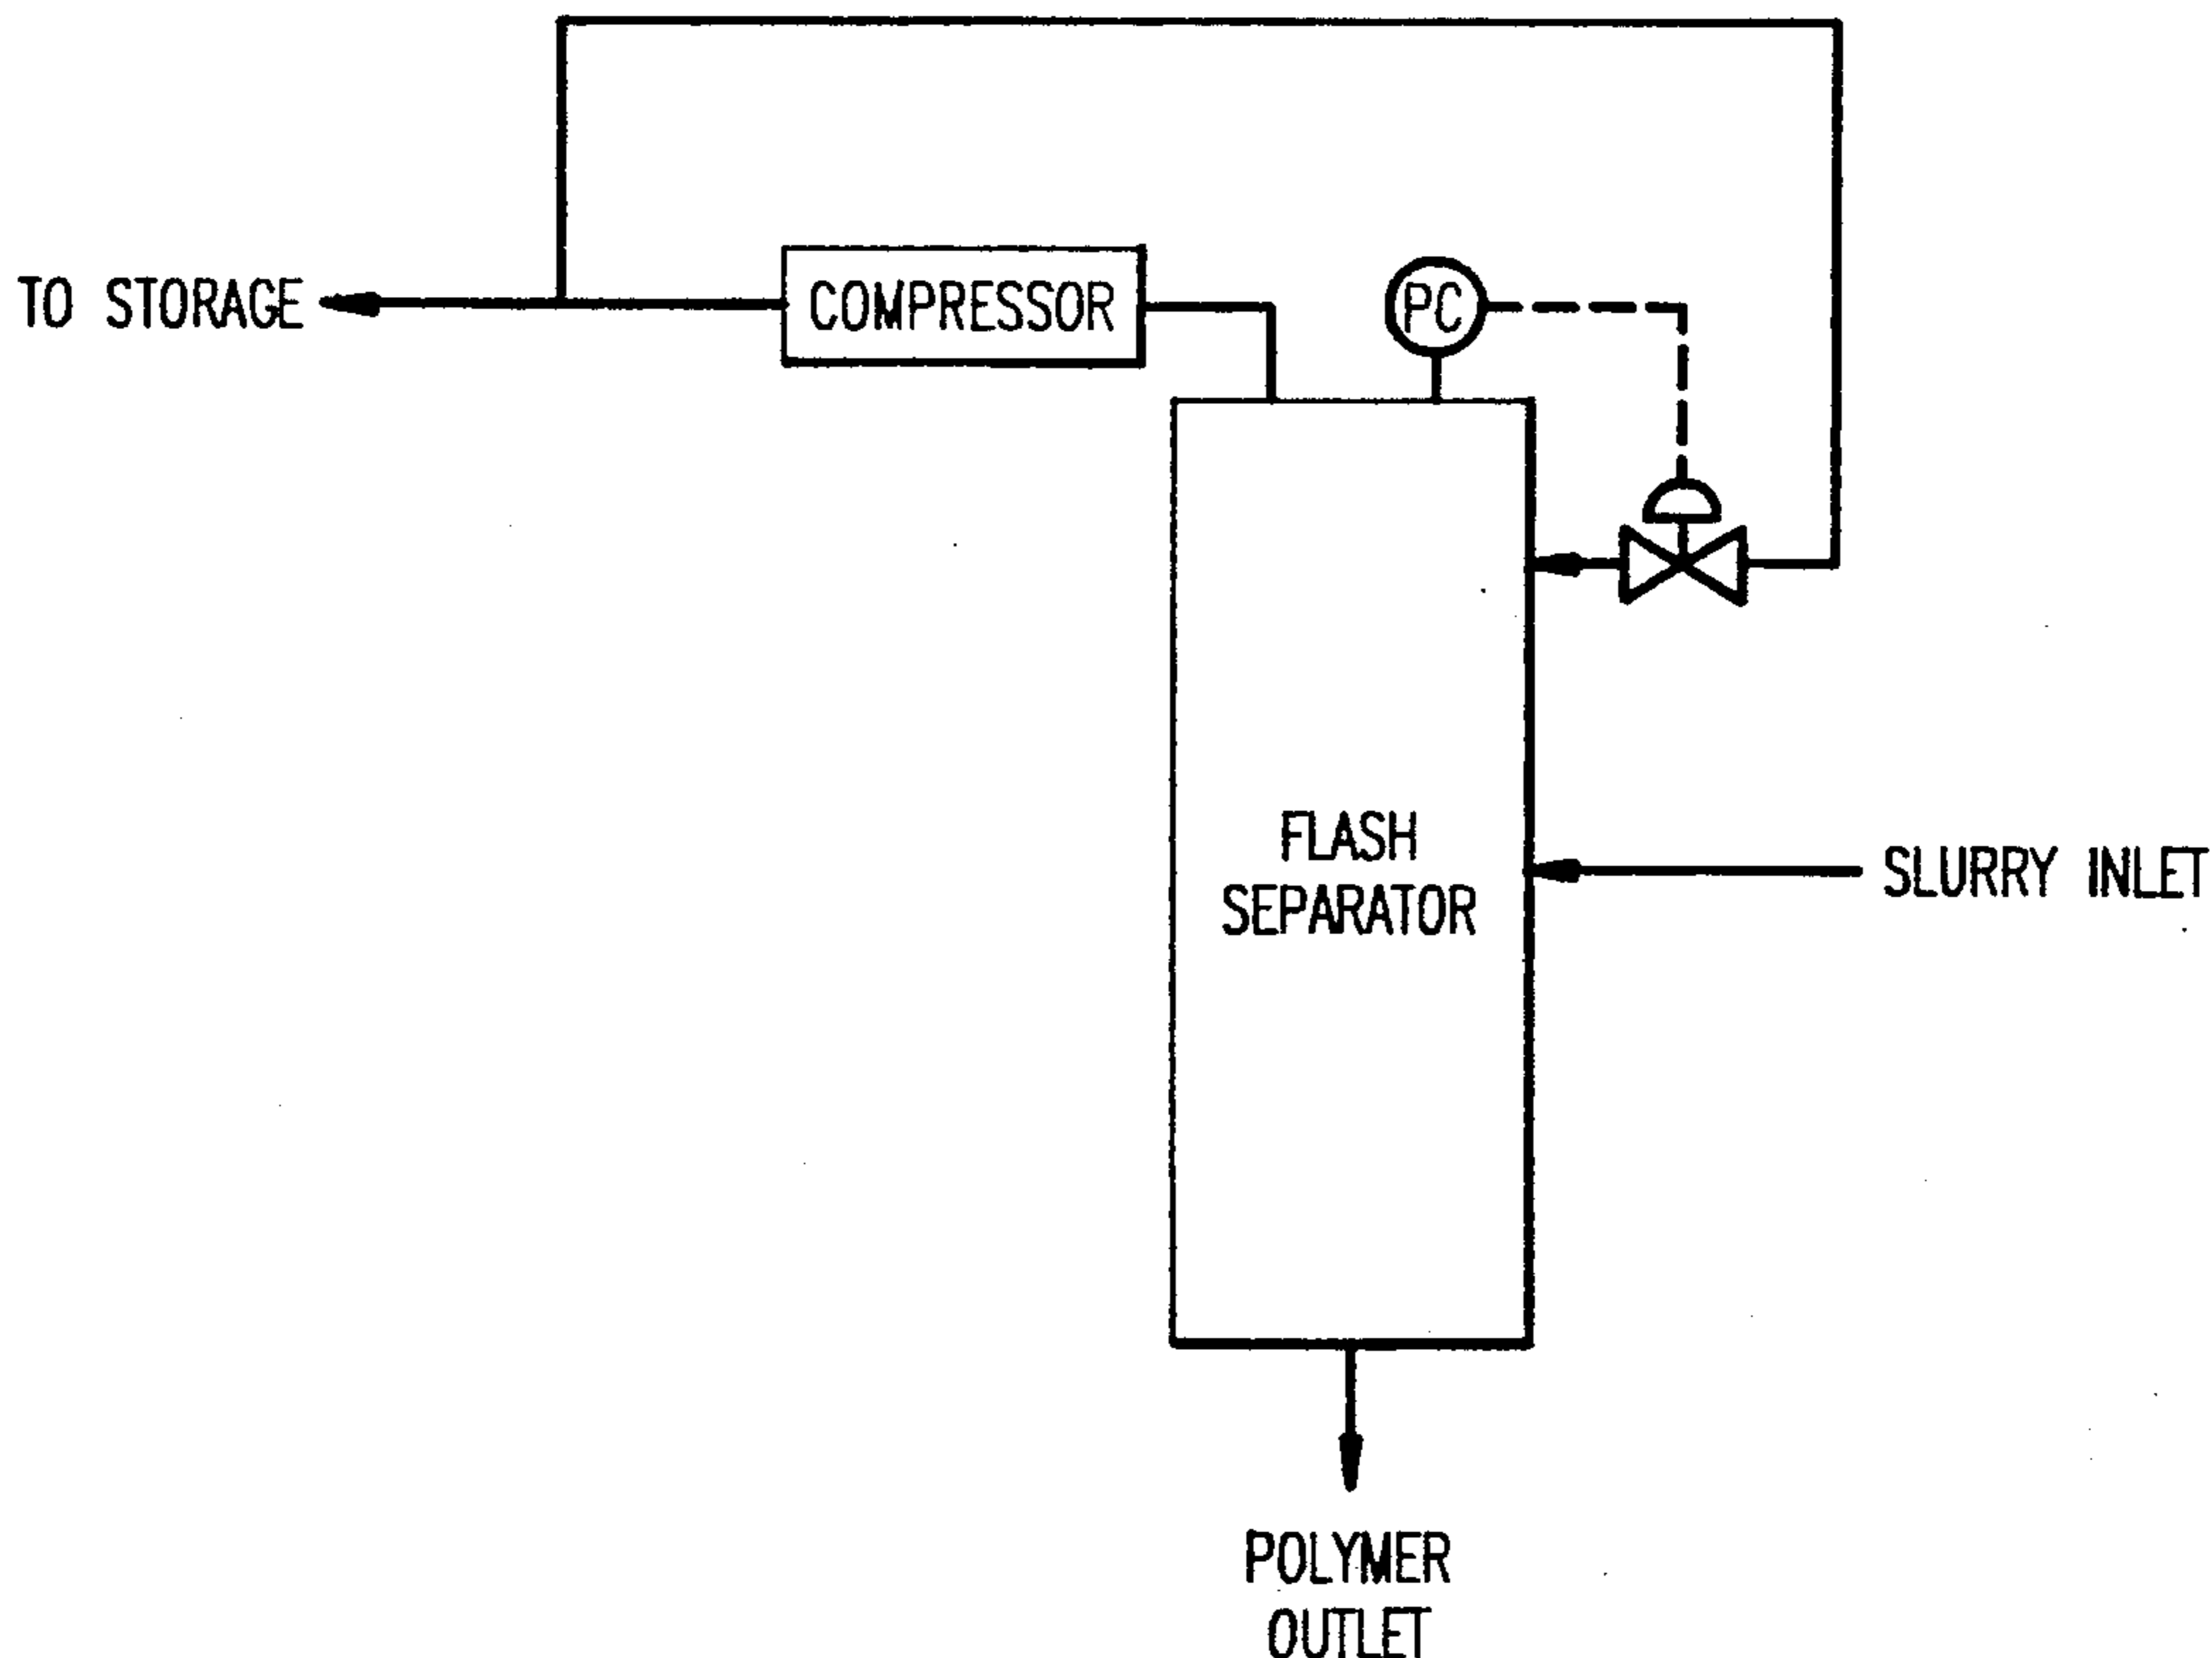 TO STORAGE
COMPRESSOR
PC
FLASH
SEPARATOR
SLURRY INLET
POLYMER
OUTLET